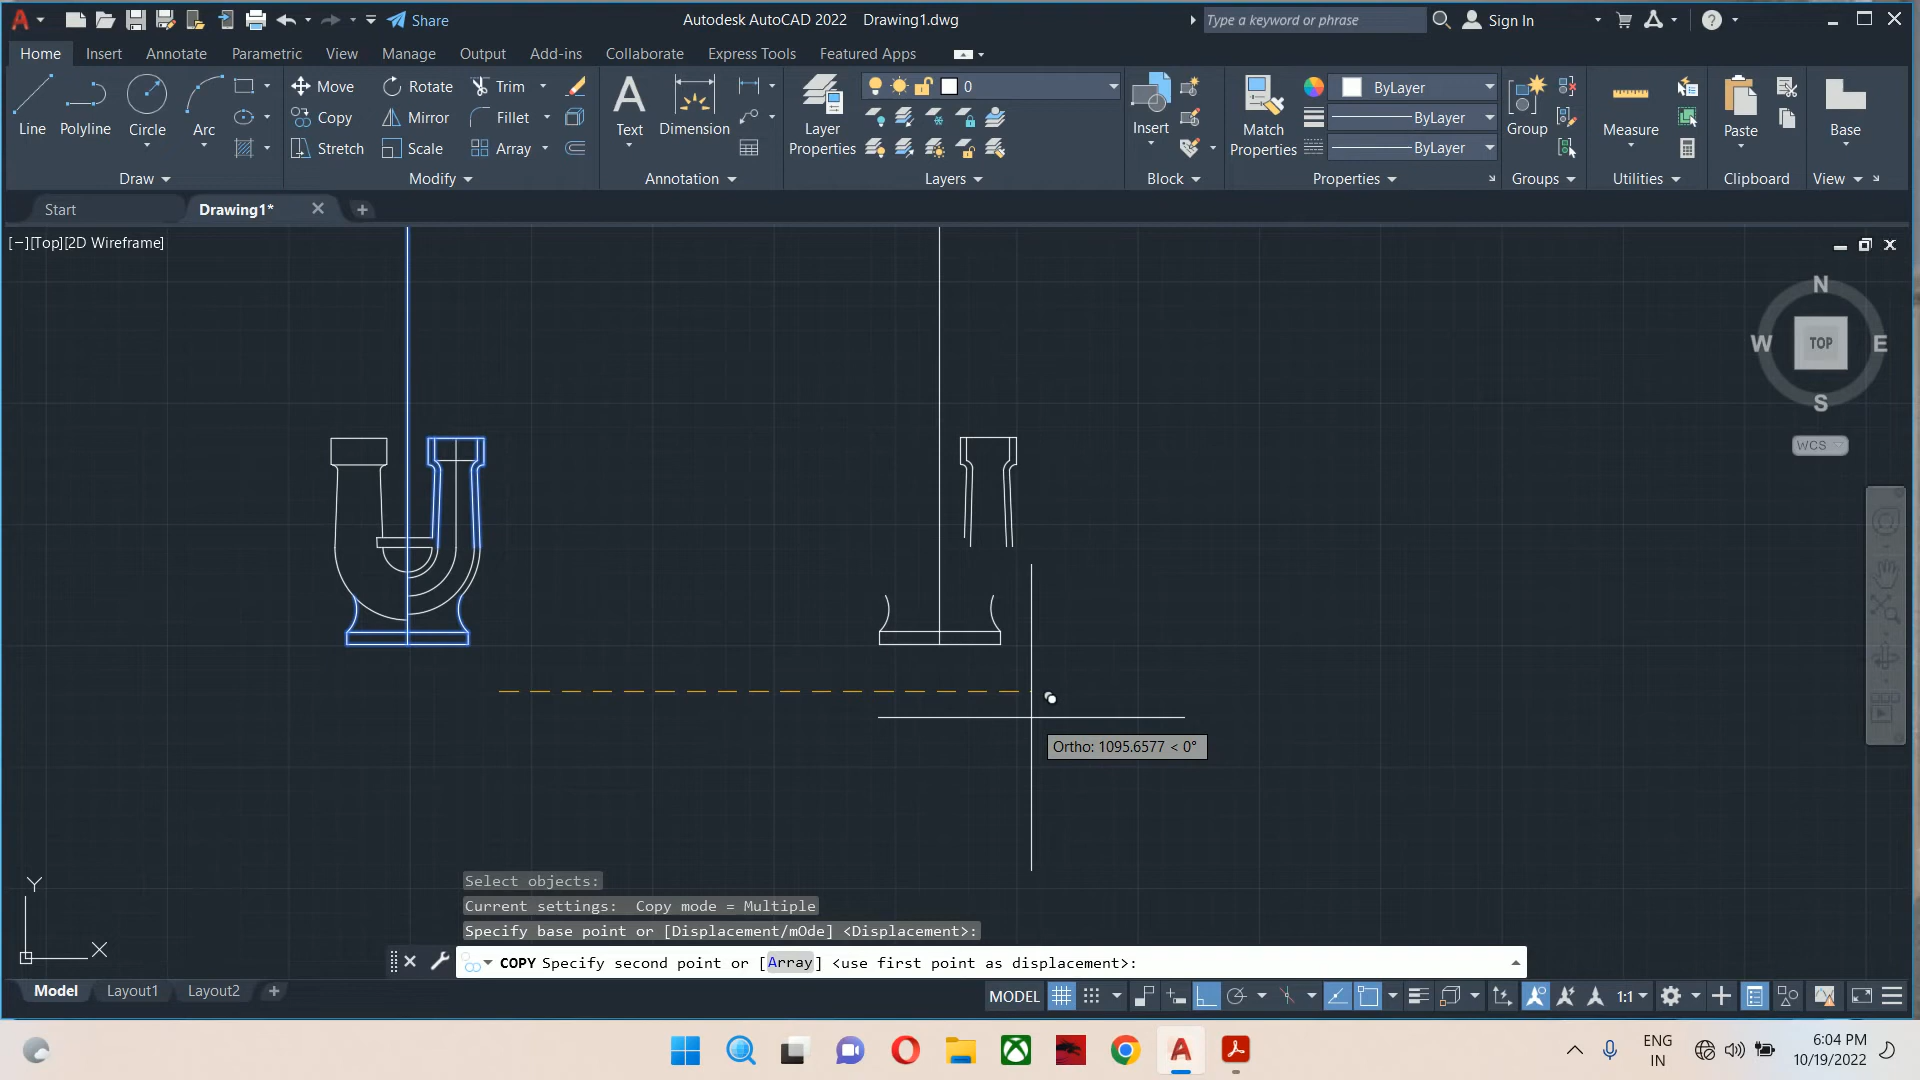 Share
Autodesk AutoCAD 2022 Drawing1.dwg
Type a keyword or phrase
Sign In
Home Insert Annotate Parametric View Manage Output Add-ins Collaborate Express Tools Featured Apps
Line Polyline Circle Arc
Draw
Move Rotate Trim
Copy Mirror Fillet
Stretch Scale Array
Modify
Text Dimension
Annotation
Layer Properties
0
Layers
Insert
Block
Match Properties
ByLayer
ByLayer
ByLayer
Properties
Group
Groups
Measure
Utilities
Paste
Clipboard
Base
View
Start Drawing1*
[−][Top][2D Wireframe]
N
W TOP E
S
WCS
Ortho: 1095.6577 < 0°
Y
X
Select objects:
Current settings: Copy mode = Multiple
Specify base point or [Displacement/mOde] <Displacement>:
COPY Specify second point or [Array] <use first point as displacement>:
Model Layout1 Layout2
MODEL
1:1
ENG
IN
6:04 PM
10/19/2022